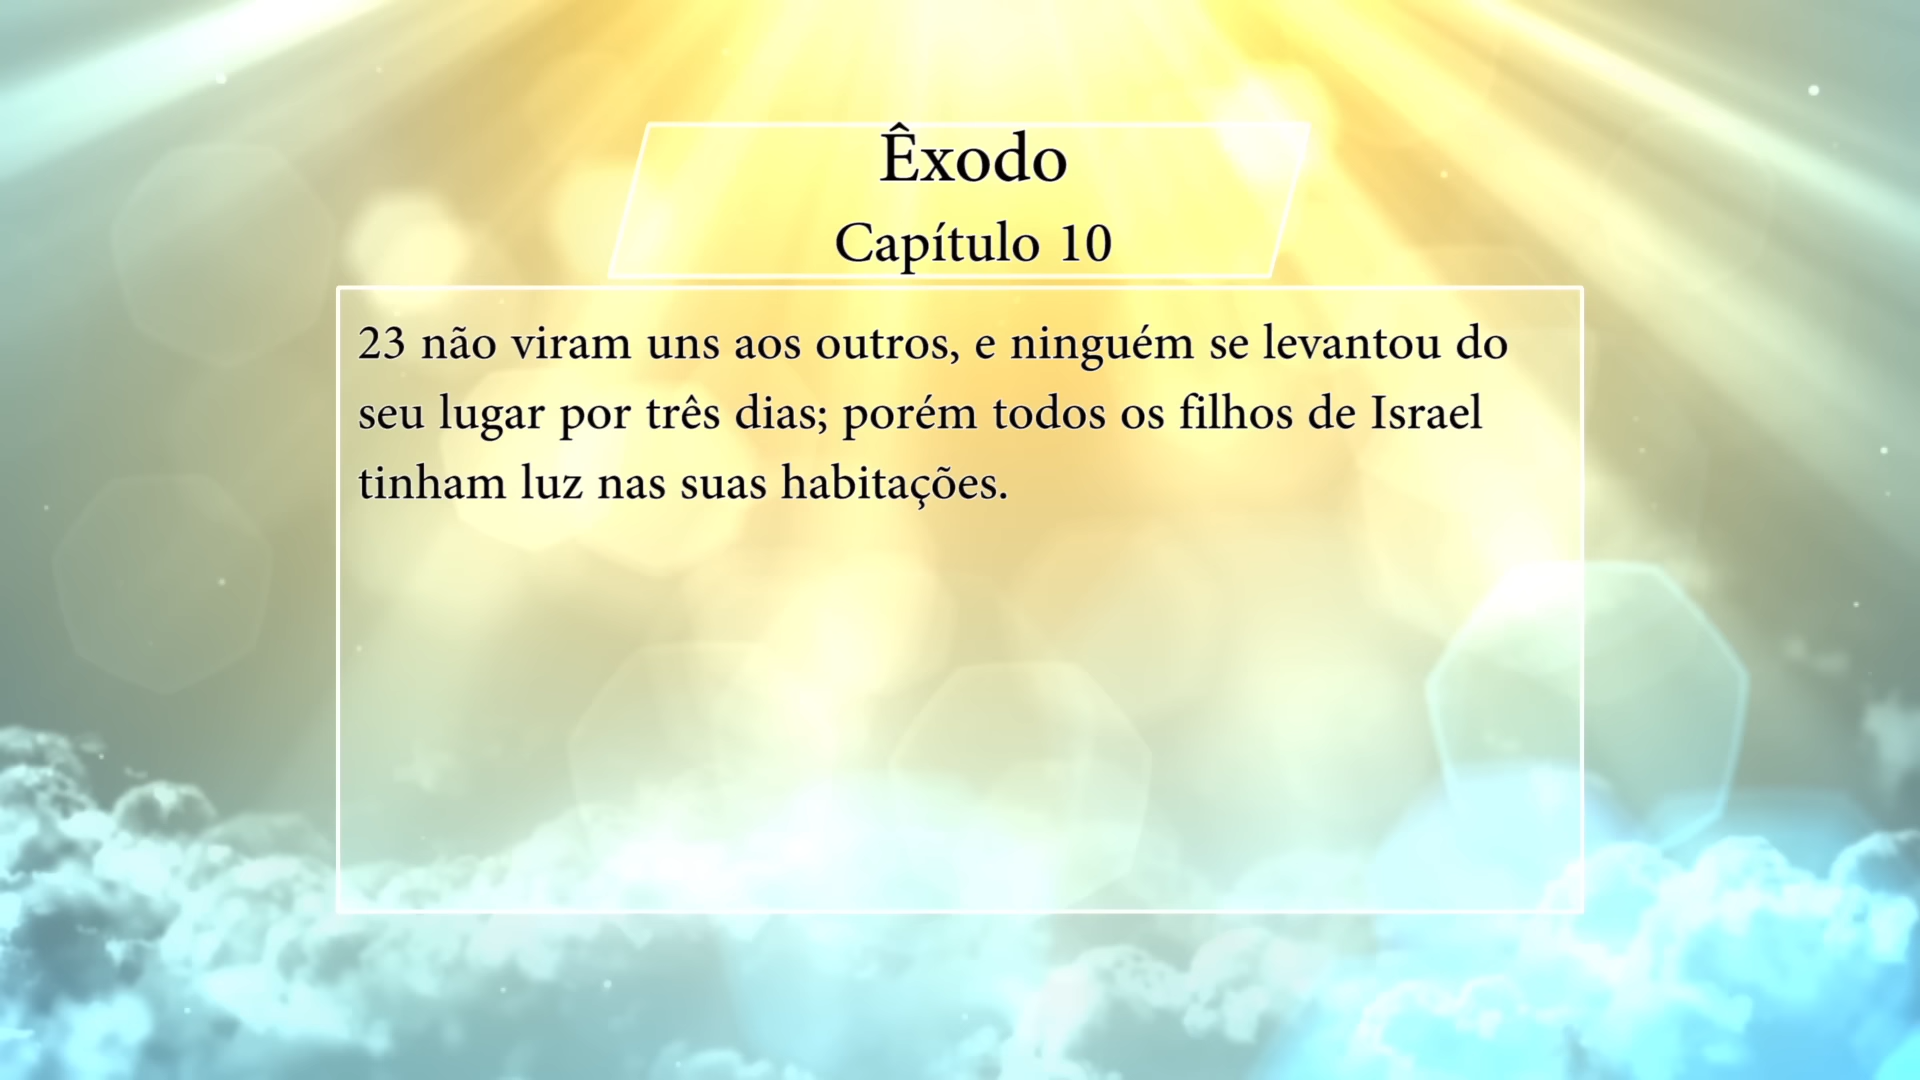 Êxodo
Capítulo 10
23 não viram uns aos outros, e ninguém se levantou do
seu lugar por três dias; porém todos os filhos de Israel
tinham luz nas suas habitações.